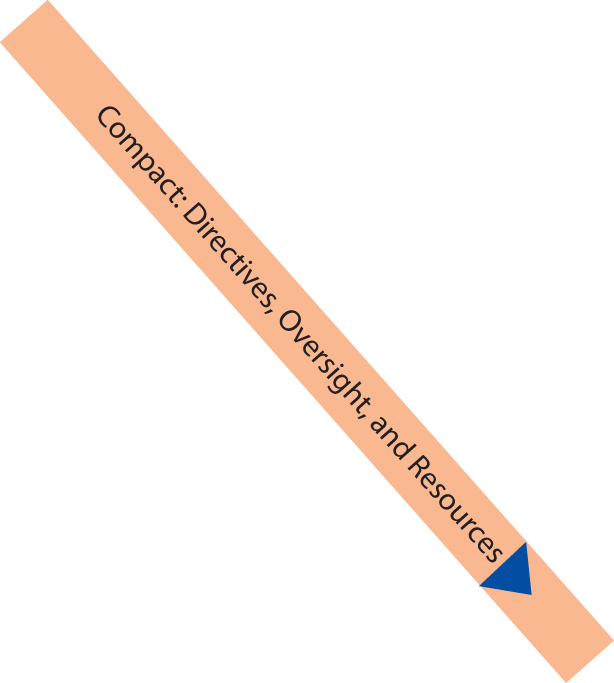 Compact: Directives, Oversight, and Resources